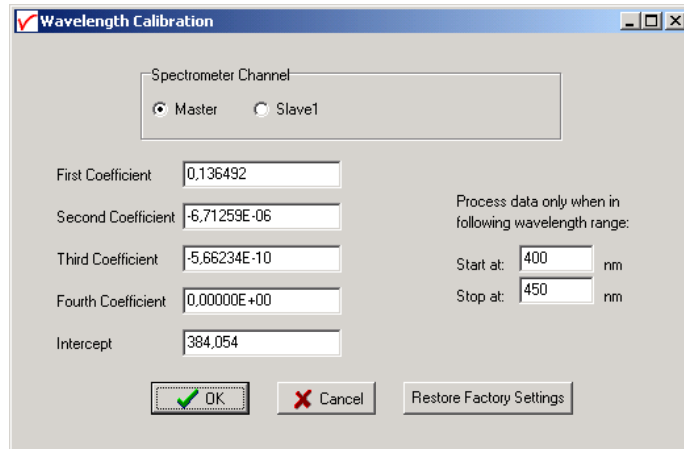 Wavelength Calibration
Spectrometer Channel
Master Slave1
First Coefficient 0,136492
Second Coefficient -6,71259E-06
Third Coefficient -5,66234E-10
Fourth Coefficient 0,00000E+00
Intercept 384,054
Process data only when in
following wavelength range:
Start at: 400 nm
Stop at: 450 nm
OK Cancel Restore Factory Settings